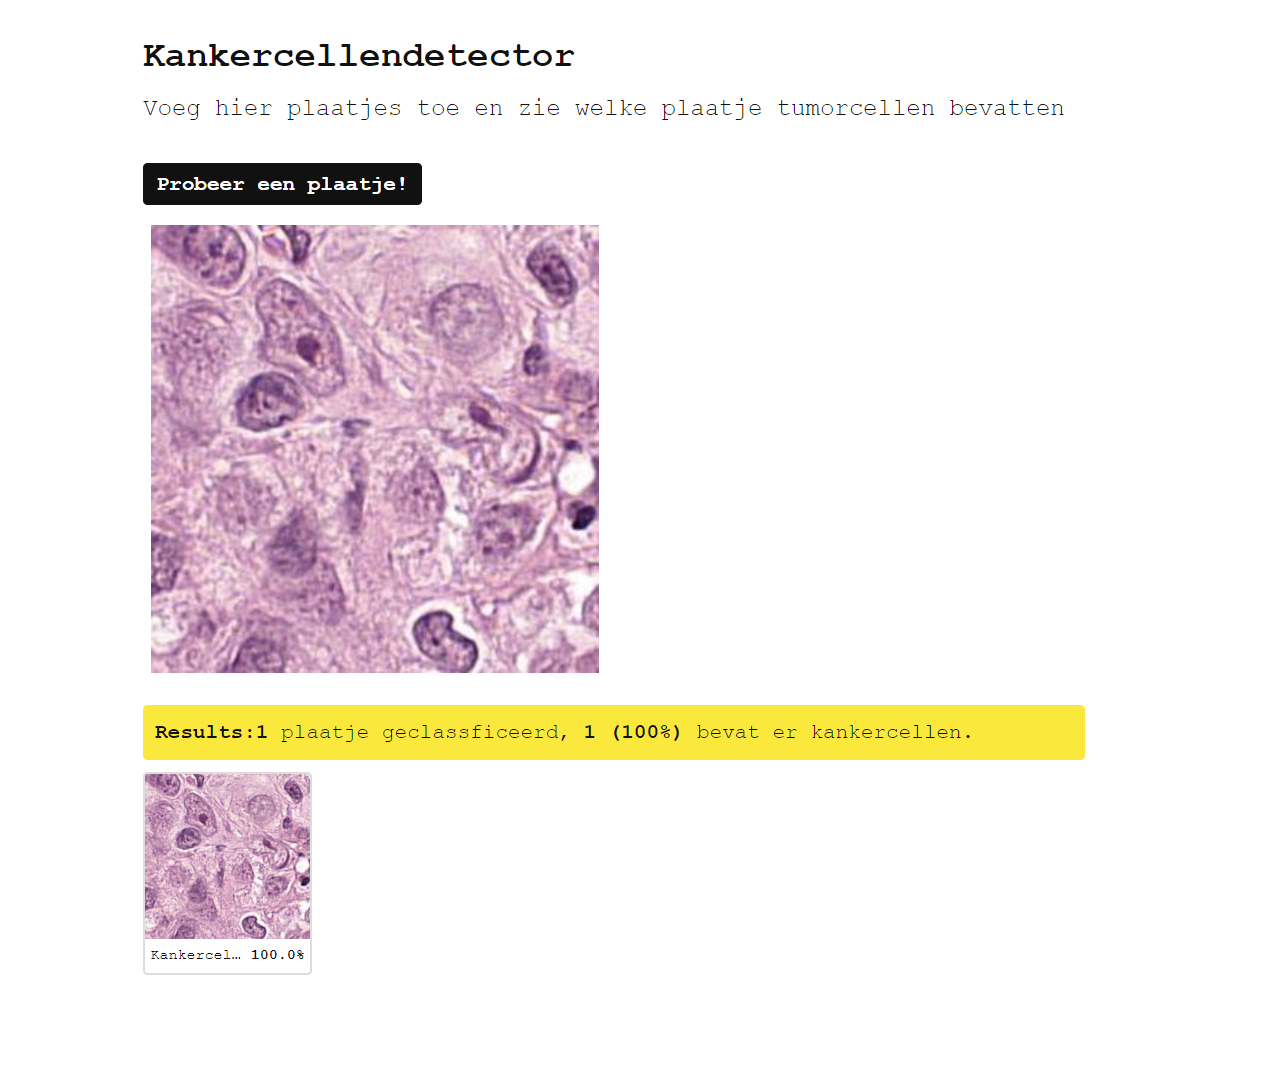 Kankercellendetector
Voeg hier plaatjes toe en zie welke plaatje tumorcellen bevatten
Probeer een plaatje!
Results:1 plaatje geclassficeerd, 1 (100%) bevat er kankercellen.
Kankercel… 100.0%